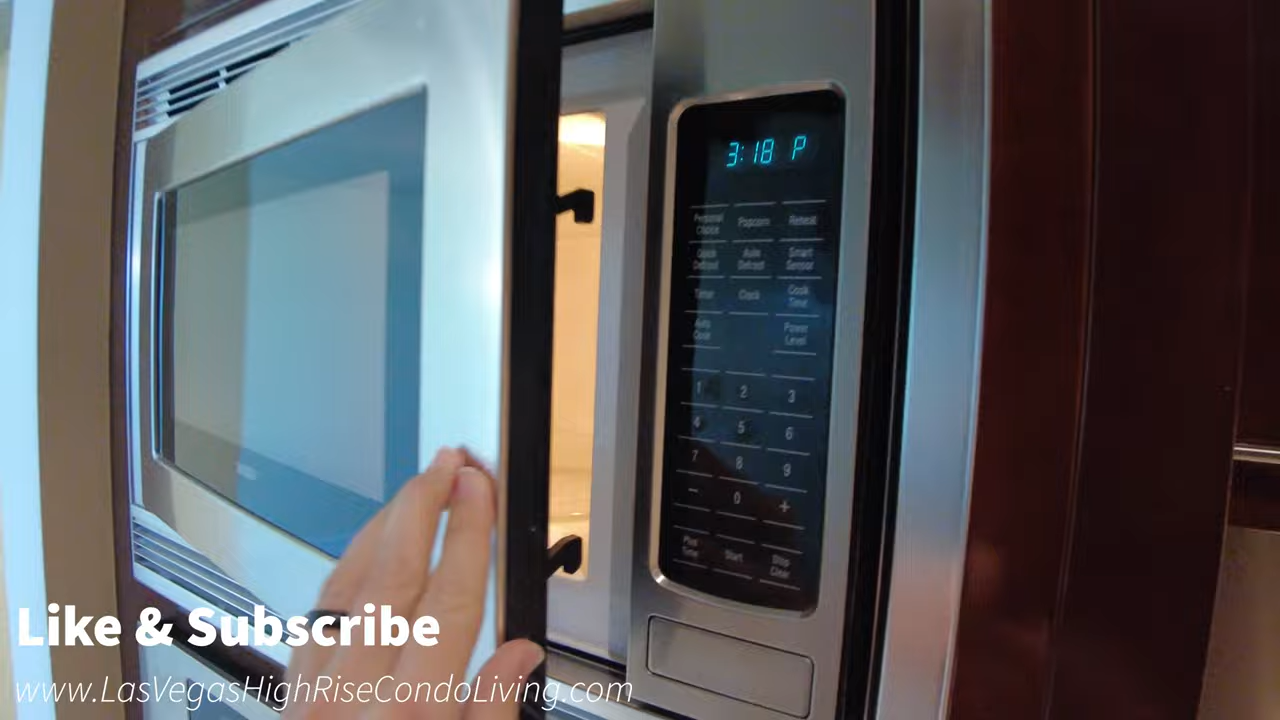 3:18 P
Personal Choice Popcorn Reheat
Quick Defrost Auto Defrost Smart Sensor
Timer Clock Cook Time
Auto Cook Power Level
1 2 3
4 5 6
7 8 9
- 0 +
Plus Time Start Stop Clear
Like & Subscribe
www.LasVegasHighRiseCondoLiving.com